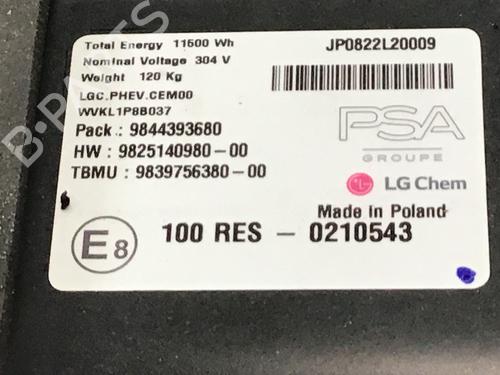 Total Energy 11500 Wh
JP0822L20009
Nominal Voltage 304 V
Weight 120 Kg
LGC.PHEV.CEM00
WVKL1P8B037
Pack : 9844393680
HW : 9825140980-00
TBMU : 9839756380-00
PSA
GROUPE
LG Chem
Made in Poland
E8
100 RES - 0210543
B-PARTS